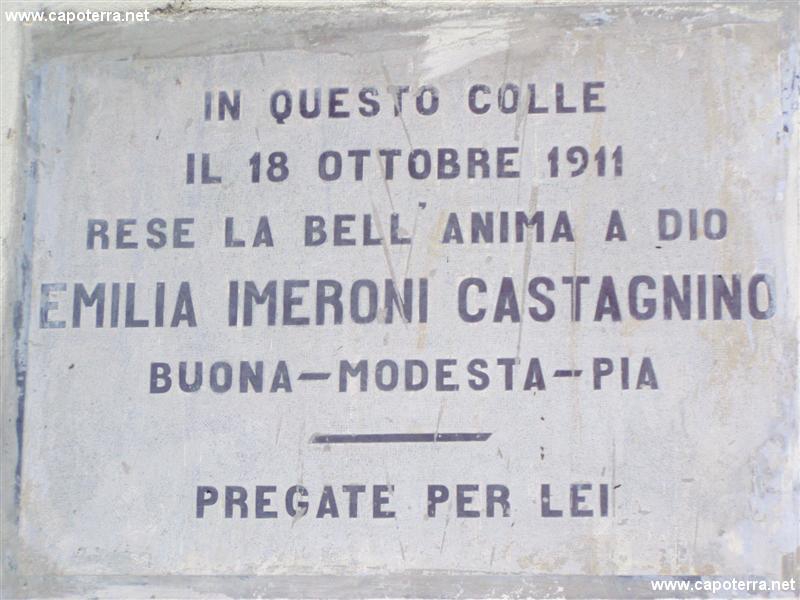 www.capoterra.net
IN QUESTO COLLE
IL 18 OTTOBRE 1911
RESE LA BELL'ANIMA A DIO
EMILIA IMERONI CASTAGNINO
BUONA-MODESTA-PIA
PREGATE PER LEI
www.capoterra.net